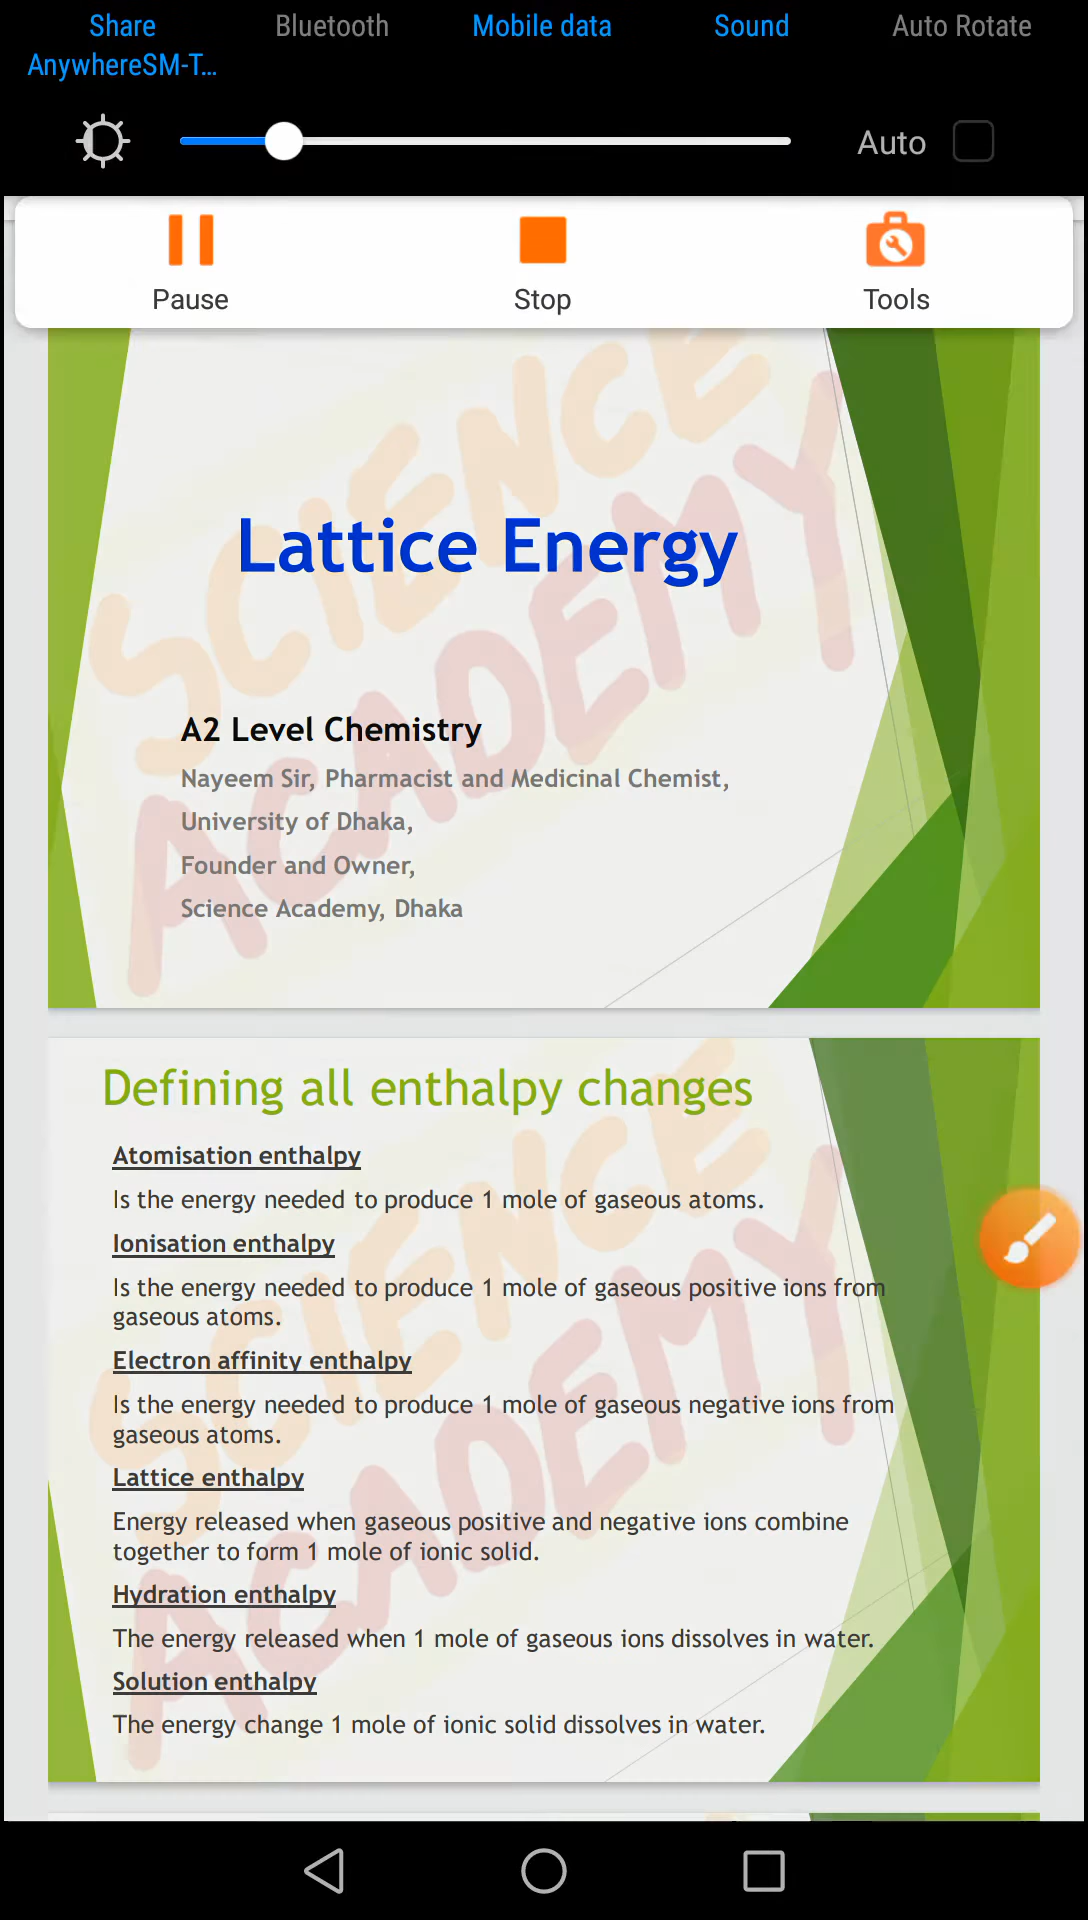 Share
AnywhereSM-T...
Bluetooth
Mobile data
Sound
Auto Rotate
Auto
Pause
Stop
Tools
SCIENCE
ACADEMY
Lattice Energy
A2 Level Chemistry
Nayeem Sir, Pharmacist and Medicinal Chemist,
University of Dhaka,
Founder and Owner,
Science Academy, Dhaka
SCIENCE
ACADEMY
Defining all enthalpy changes
Atomisation enthalpy
Is the energy needed to produce 1 mole of gaseous atoms.
Ionisation enthalpy
Is the energy needed to produce 1 mole of gaseous positive ions from
gaseous atoms.
Electron affinity enthalpy
Is the energy needed to produce 1 mole of gaseous negative ions from
gaseous atoms.
Lattice enthalpy
Energy released when gaseous positive and negative ions combine
together to form 1 mole of ionic solid.
Hydration enthalpy
The energy released when 1 mole of gaseous ions dissolves in water.
Solution enthalpy
The energy change 1 mole of ionic solid dissolves in water.